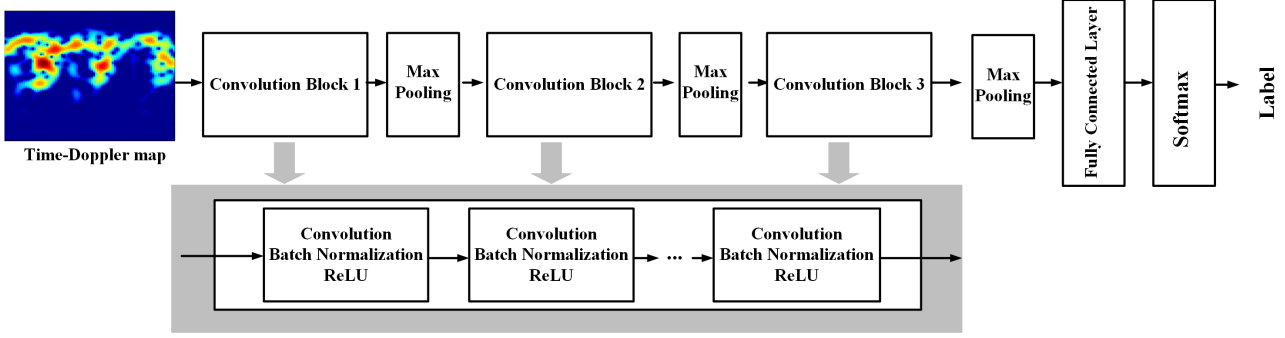 Time-Doppler map
Convolution Block 1
Max
Pooling
Convolution Block 2
Max
Pooling
Convolution Block 3
Max
Pooling
Fully Connected Layer
Softmax
Label
Convolution
Batch Normalization
ReLU
Convolution
Batch Normalization
ReLU
...
Convolution
Batch Normalization
ReLU